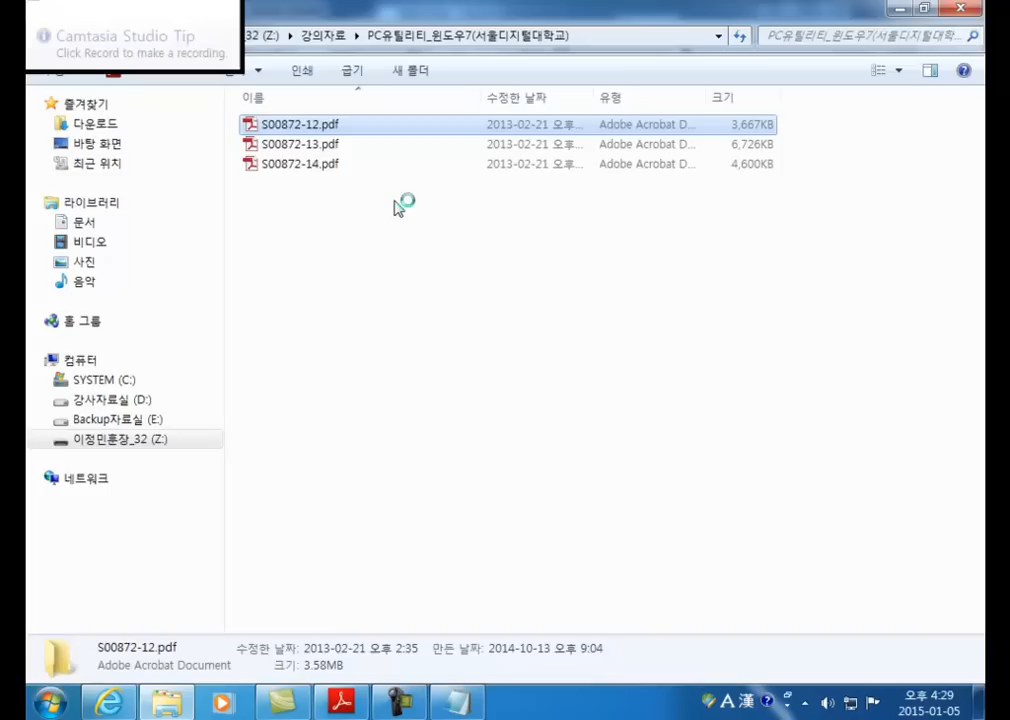 Camtasia Studio Tip
Click Record to make a recording.
32 (Z:) ▸ 강의자료 ▸ PC유틸리티_윈도우7(서울디지털대학교)
PC유틸리티_윈도우7(서울디지털대학...
인쇄 굽기 새 폴더
이름 수정한 날짜 유형 크기
S00872-12.pdf 2013-02-21 오후... Adobe Acrobat D... 3,667KB
S00872-13.pdf 2013-02-21 오후... Adobe Acrobat D... 6,726KB
S00872-14.pdf 2013-02-21 오후... Adobe Acrobat D... 4,600KB
즐겨찾기
다운로드
바탕 화면
최근 위치
라이브러리
문서
비디오
사진
음악
홈 그룹
컴퓨터
SYSTEM (C:)
강사자료실 (D:)
Backup자료실 (E:)
이정민훈장_32 (Z:)
네트워크
S00872-12.pdf 수정한 날짜: 2013-02-21 오후 2:35 만든 날짜: 2014-10-13 오후 9:04
Adobe Acrobat Document 크기: 3.58MB
A 漢
오후 4:29
2015-01-05